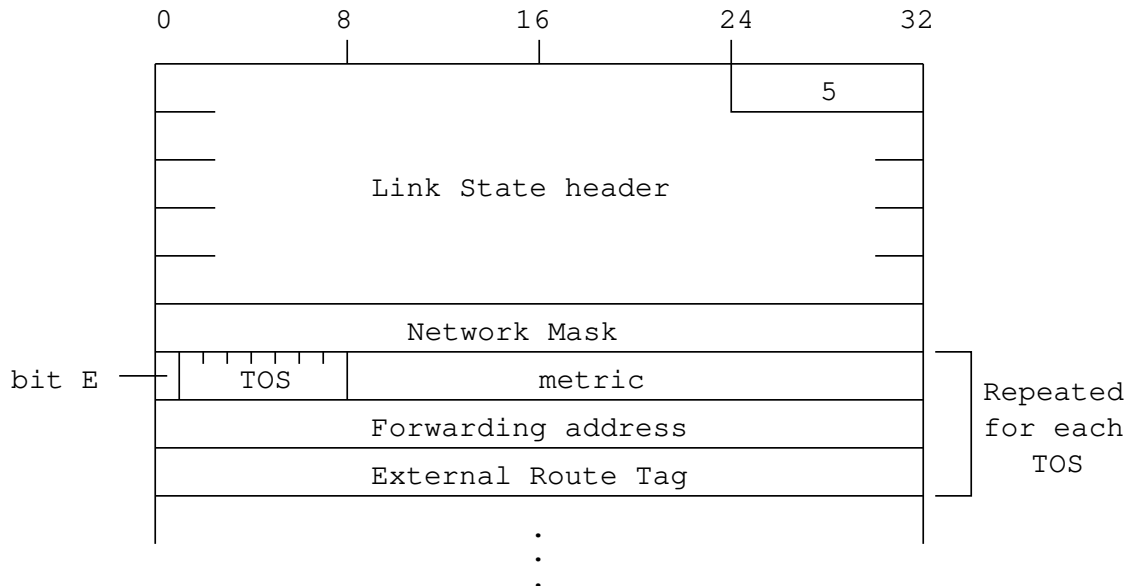 0 8 16 24 32
5
Link State header
Network Mask
bit E TOS metric
Forwarding address
External Route Tag
Repeated
for each
TOS
.
.
.